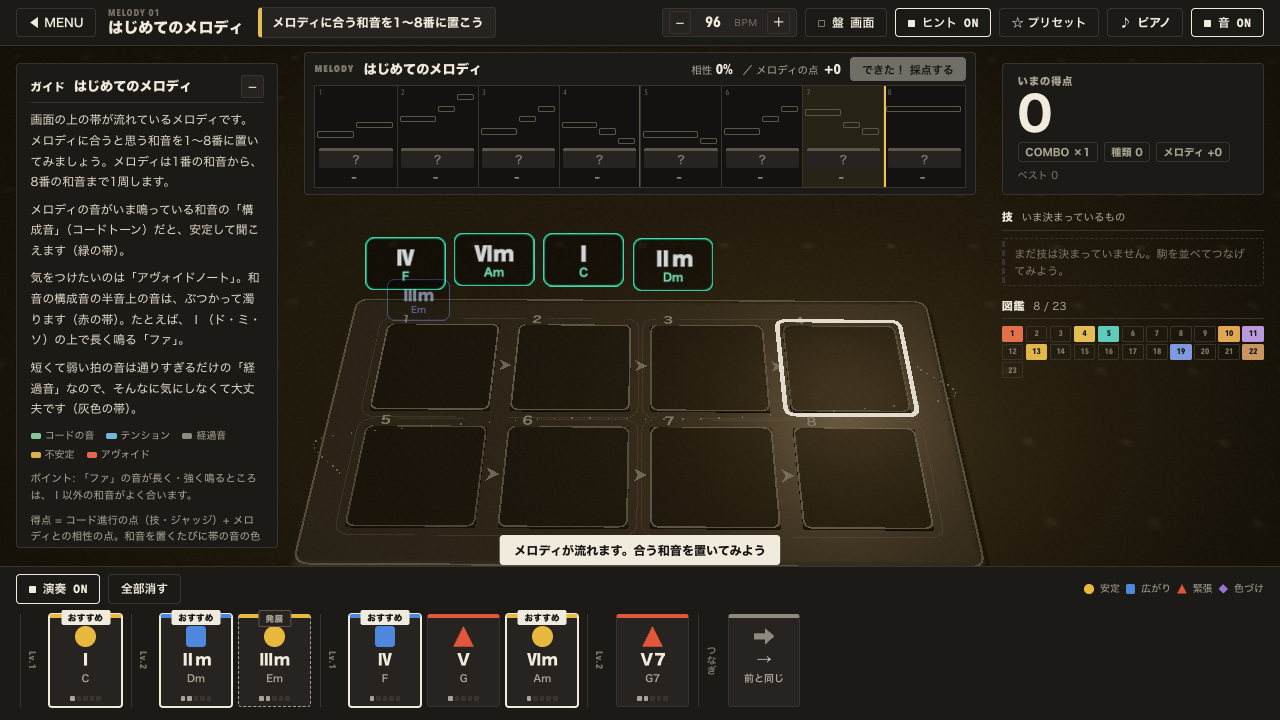 ◀ MENU
MELODY 01
はじめてのメロディ
メロディに合う和音を1〜8番に置こう
− 96 BPM +
盤 画面
ヒント ON
☆ プリセット
♪ ピアノ
音 ON
ガイド はじめてのメロディ −
画面の上の帯が流れているメロディです。
メロディに合うと思う和音を1〜8番に置い
てみましょう。メロディは1番の和音から、
8番の和音まで1周します。
メロディの音がいま鳴っている和音の「構
成音」（コードトーン）だと、安定して聞こ
えます（緑の帯）。
気をつけたいのは「アヴォイドノート」。和
音の構成音の半音上の音は、ぶつかって濁
ります（赤の帯）。たとえば、Ⅰ（ド・ミ・
ソ）の上で長く鳴る「ファ」。
短くて弱い拍の音は通りすぎるだけの「経
過音」なので、そんなに気にしなくて大丈
夫です（灰色の帯）。
コードの音 テンション 経過音
不安定 アヴォイド
ポイント: 「ファ」の音が長く・強く鳴るところ
は、Ⅰ以外の和音がよく合います。
得点 = コード進行の点（技・ジャッジ）+ メロ
ディとの相性の点。和音を置くたびに帯の音の色
MELODY はじめてのメロディ
相性 0% ／ メロディの点 +0
できた！ 採点する
1 2 3 4 5 6 7 8
? ? ? ? ? ? ? ?
– – – – – – – –
Ⅳ
F
Ⅵm
Am
Ⅰ
C
Ⅱm
Dm
Ⅲm
Em
1 2 3 4
5 6 7 8
メロディが流れます。合う和音を置いてみよう
いまの得点
0
COMBO ×1 種類 0 メロディ +0
ベスト 0
技 いま決まっているもの
まだ技は決まっていません。駒を並べてつなげ
てみよう。
図鑑 8 / 23
1 2 3 4 5 6 7 8 9 10 11
12 13 14 15 16 17 18 19 20 21 22
23
演奏 ON
全部消す
安定 広がり 緊張 色づけ
Lv.1
おすすめ
Ⅰ
C
Lv.2
おすすめ
Ⅱm
Dm
発展
Ⅲm
Em
Lv.1
おすすめ
Ⅳ
F
Ⅴ
G
おすすめ
Ⅵm
Am
Lv.2
Ⅴ7
G7
つなぎ
→
前と同じ